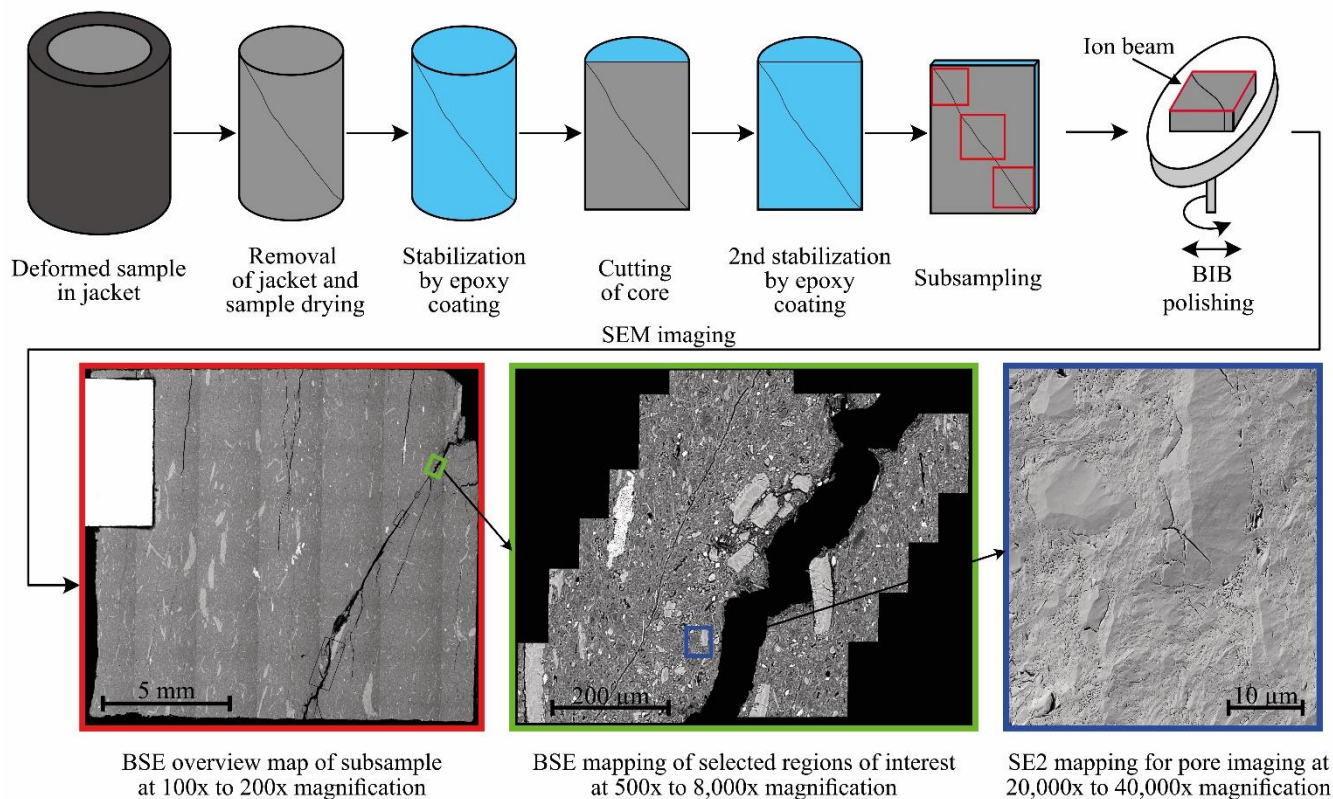 Ion beam
Deformed sample
in jacket
Removal
of jacket and
sample drying
Stabilization
by epoxy
coating
Cutting
of core
2nd stabilization
by epoxy
coating
Subsampling
BIB
polishing
SEM imaging
5 mm
200 µm
10 µm
BSE overview map of subsample
at 100x to 200x magnification
BSE mapping of selected regions of interest
at 500x to 8,000x magnification
SE2 mapping for pore imaging at
20,000x to 40,000x magnification